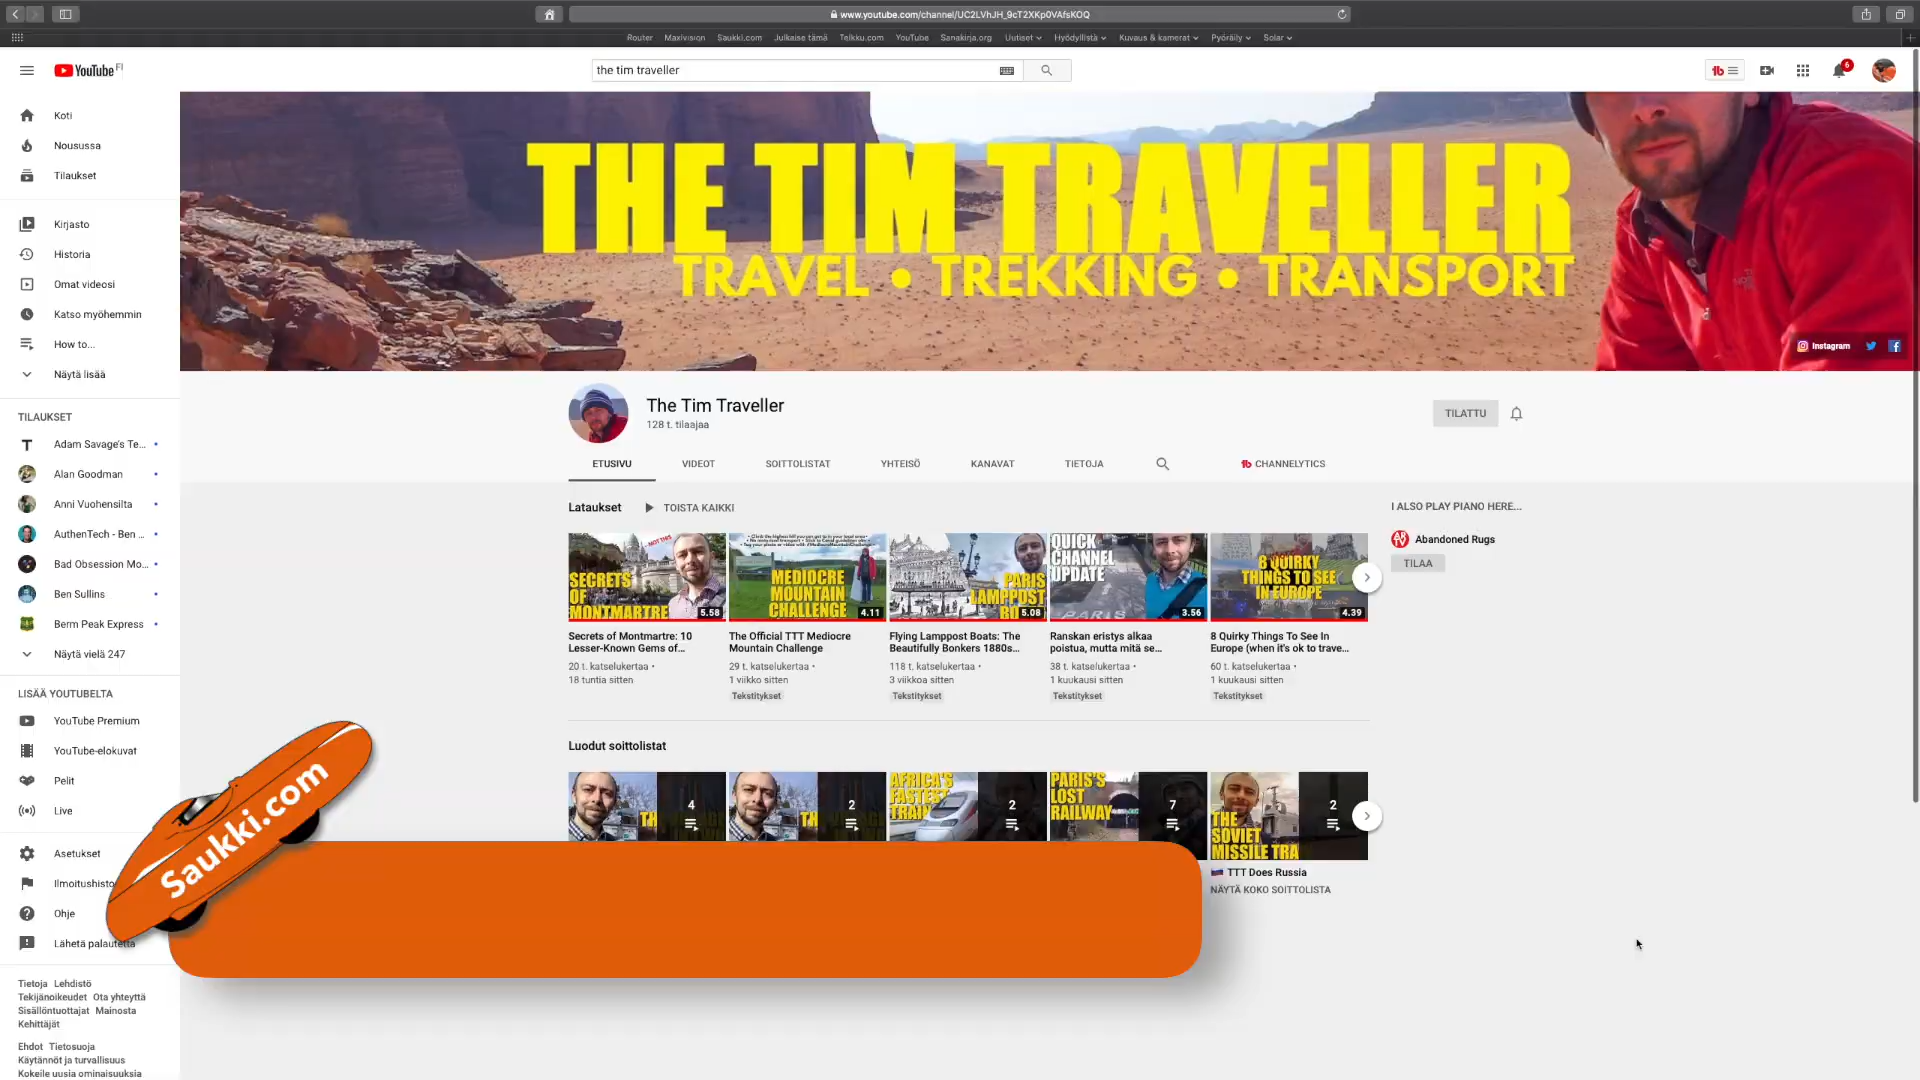 www.youtube.com/channel/UC2LVhJH_9cT2XKp0VAfsKOQ
Router Maxivision Saukki.com Julkaise tämä Telkku.com YouTube Sanakirja.org Uutiset Hyödyllistä Kuvaus & kamerat Pyöräily Solar
YouTube FI
the tim traveller
6
Koti
Nousussa
Tilaukset
Kirjasto
Historia
Omat videosi
Katso myöhemmin
How to...
Näytä lisää
TILAUKSET
Adam Savage's Te...
Alan Goodman
Anni Vuohensilta
AuthenTech - Ben ...
Bad Obsession Mo...
Ben Sullins
Berm Peak Express
Näytä vielä 247
LISÄÄ YOUTUBELTA
YouTube Premium
YouTube-elokuvat
Pelit
Live
Asetukset
Ilmoitushisto
Ohje
Lähetä palautetta
Tietoja Lehdistö
Tekijänoikeudet Ota yhteyttä
Sisällöntuottajat Mainosta
Kehittäjät
Ehdot Tietosuoja
Käytännöt ja turvallisuus
Kokeile uusia ominaisuuksia
THE TIM TRAVELLER
TRAVEL • TREKKING • TRANSPORT
Instagram
The Tim Traveller
128 t. tilaajaa
TILATTU
ETUSIVU VIDEOT SOITTOLISTAT YHTEISÖ KANAVAT TIETOJA CHANNELYTICS
Lataukset TOISTA KAIKKI
NOT THIS
SECRETS
OF
MONTMARTRE
5.58
Secrets of Montmartre: 10
Lesser-Known Gems of...
20 t. katselukertaa •
18 tuntia sitten
MEDIOCRE
MOUNTAIN
CHALLENGE
4.11
The Official TTT Mediocre
Mountain Challenge
29 t. katselukertaa •
1 viikko sitten
Tekstitykset
PARIS
LAMPPOST
5.08
Flying Lamppost Boats: The
Beautifully Bonkers 1880s...
118 t. katselukertaa •
3 viikkoa sitten
Tekstitykset
QUICK
CHANNEL
UPDATE
PARIS
3.56
Ranskan eristys alkaa
poistua, mutta mitä se...
38 t. katselukertaa •
1 kuukausi sitten
Tekstitykset
8 QUIRKY
THINGS TO SEE
IN EUROPE
4.39
8 Quirky Things To See In
Europe (when it's ok to trave...
60 t. katselukertaa •
1 kuukausi sitten
Tekstitykset
I ALSO PLAY PIANO HERE...
Abandoned Rugs
TILAA
Luodut soittolistat
TH
4
TH
2
AFRICA'S
FASTEST
TRAIN
2
PARIS'S
LOST
RAILWAY
7
THE
SOVIET
MISSILE TRA
2
TTT Does Russia
NÄYTÄ KOKO SOITTOLISTA
Saukki.com